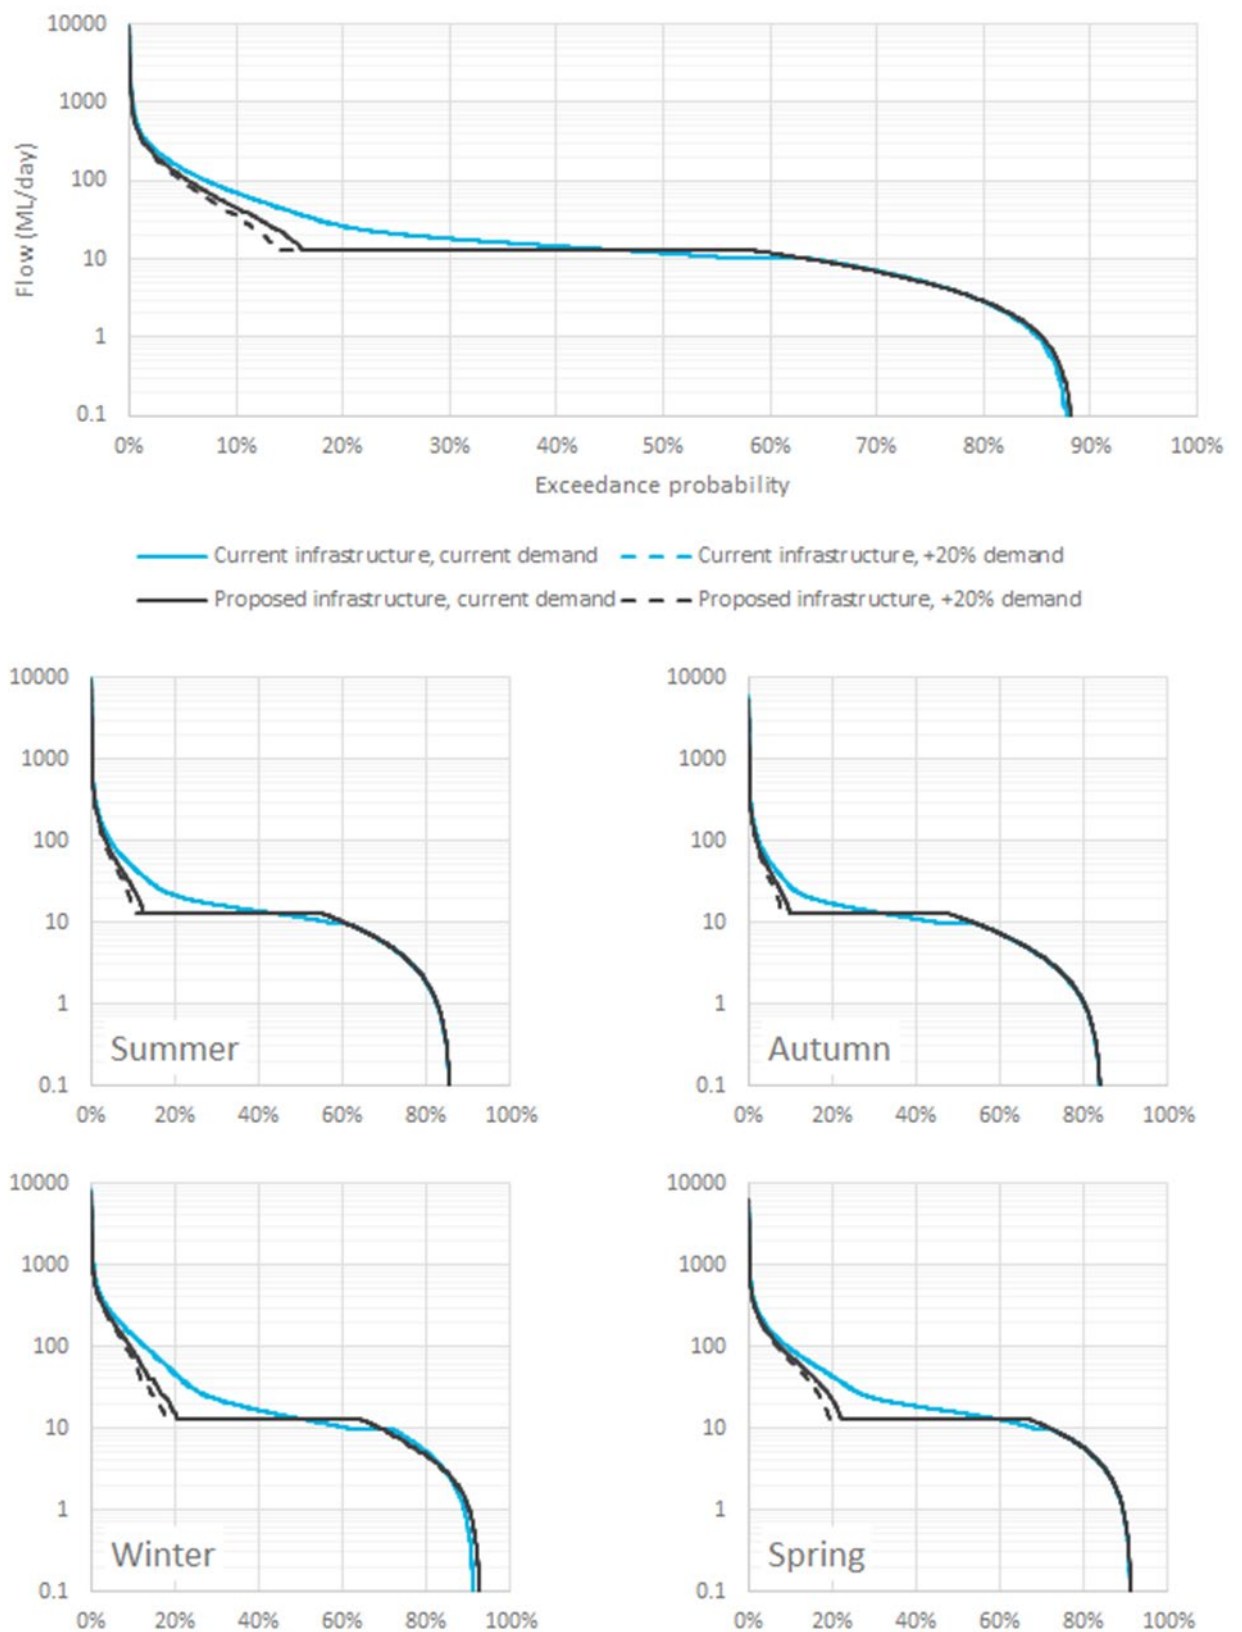 10000
1000
100
10
1
0.1
Flow (ML/day)
0% 10% 20% 30% 40% 50% 60% 70% 80% 90% 100%
Exceedance probability
Current infrastructure, current demand Current infrastructure, +20% demand
Proposed infrastructure, current demand Proposed infrastructure, +20% demand
10000
1000
100
10
1
0.1
Summer
0% 20% 40% 60% 80% 100%
10000
1000
100
10
1
0.1
Autumn
0% 20% 40% 60% 80% 100%
10000
1000
100
10
1
0.1
Winter
0% 20% 40% 60% 80% 100%
10000
1000
100
10
1
0.1
Spring
0% 20% 40% 60% 80% 100%